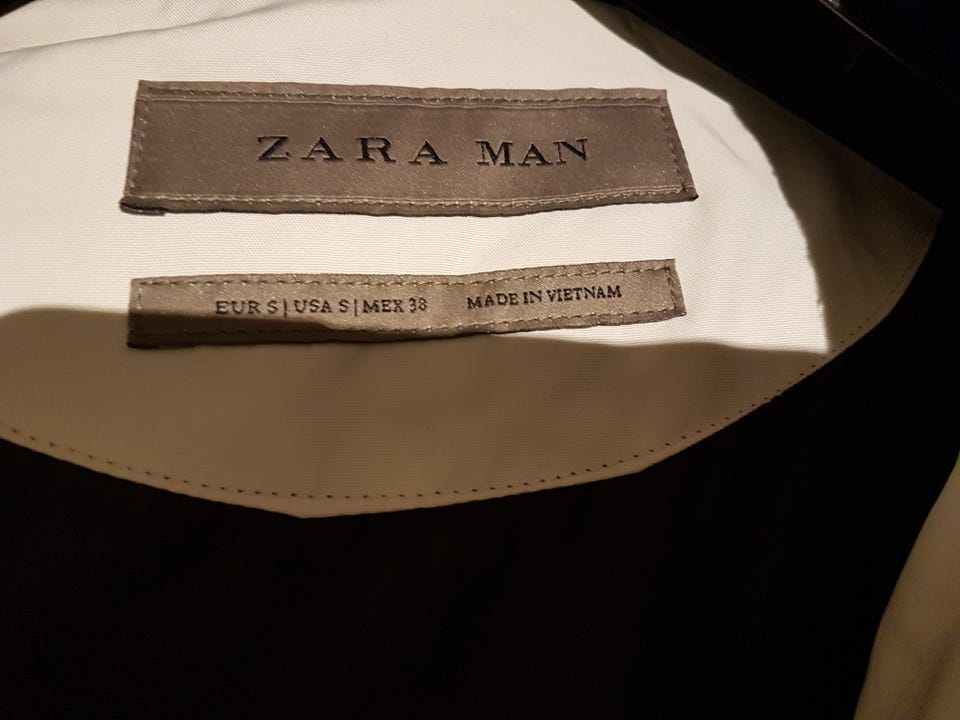 ZARA MAN
EUR S | USA S | MEX 38 MADE IN VIETNAM